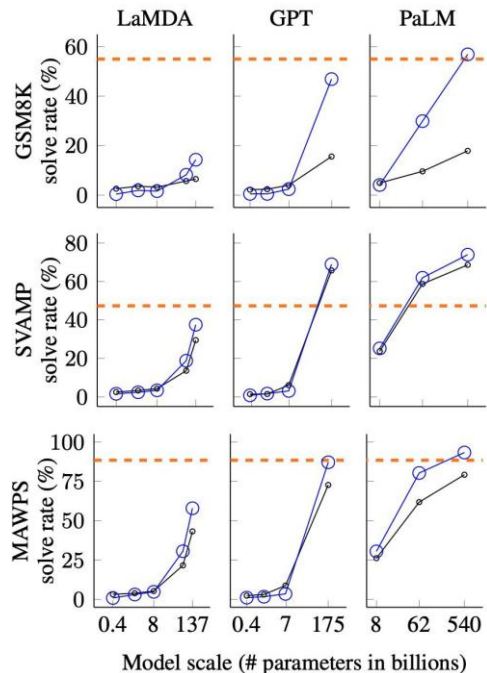 LaMDA GPT PaLM
GSM8K
solve rate (%)
60
40
20
0
SVAMP
solve rate (%)
80
60
40
20
0
MAWPS
solve rate (%)
100
75
50
25
0
0.4 8 137 0.4 7 175 8 62 540
Model scale (# parameters in billions)